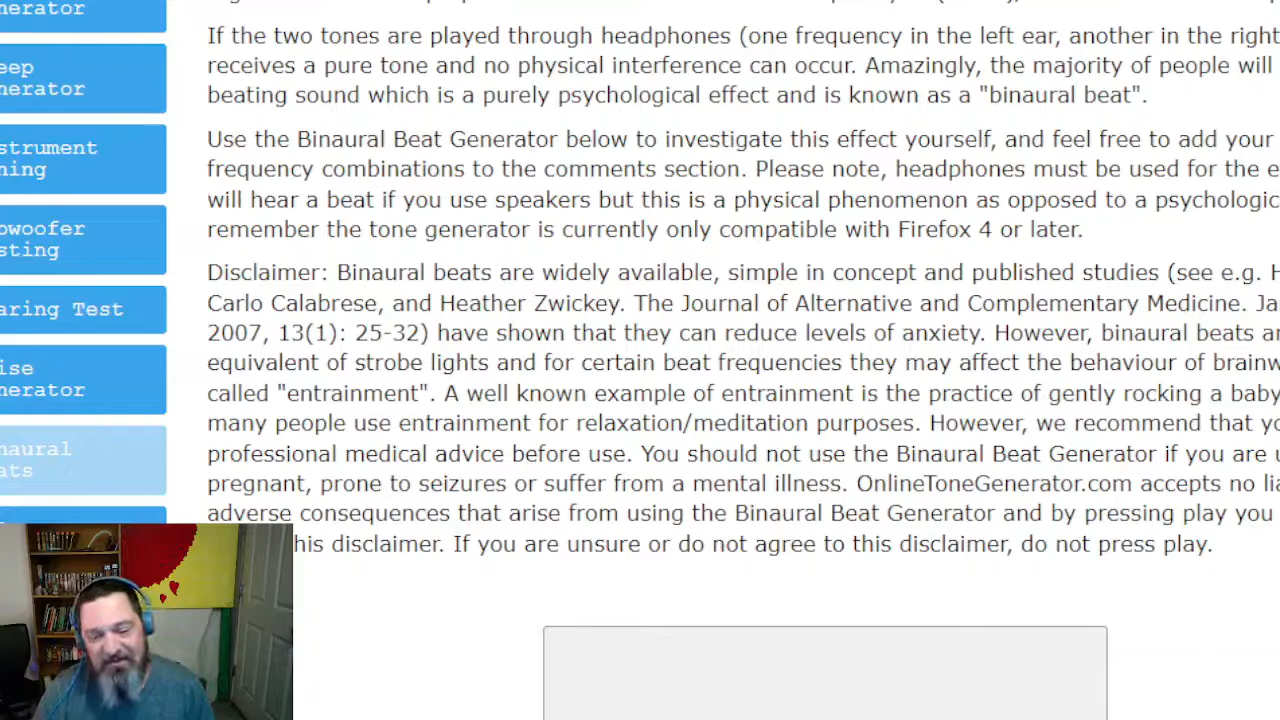 If the two tones are played through headphones (one frequency in the left ear, another in the right
receives a pure tone and no physical interference can occur. Amazingly, the majority of people will
beating sound which is a purely psychological effect and is known as a "binaural beat".
Use the Binaural Beat Generator below to investigate this effect yourself, and feel free to add your
frequency combinations to the comments section. Please note, headphones must be used for the e
will hear a beat if you use speakers but this is a physical phenomenon as opposed to a psychologic
remember the tone generator is currently only compatible with Firefox 4 or later.
Disclaimer: Binaural beats are widely available, simple in concept and published studies (see e.g. H
Carlo Calabrese, and Heather Zwickey. The Journal of Alternative and Complementary Medicine. Ja
2007, 13(1): 25-32) have shown that they can reduce levels of anxiety. However, binaural beats ar
equivalent of strobe lights and for certain beat frequencies they may affect the behaviour of brainw
called "entrainment". A well known example of entrainment is the practice of gently rocking a baby
many people use entrainment for relaxation/meditation purposes. However, we recommend that yo
professional medical advice before use. You should not use the Binaural Beat Generator if you are u
pregnant, prone to seizures or suffer from a mental illness. OnlineToneGenerator.com accepts no lia
adverse consequences that arise from using the Binaural Beat Generator and by pressing play you
his disclaimer. If you are unsure or do not agree to this disclaimer, do not press play.
nerator
eep
nerator
strument
ning
owoofer
sting
aring Test
ise
nerator
naural
ats